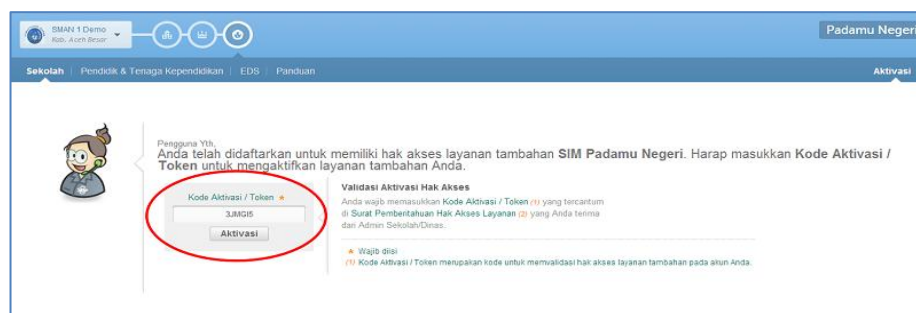 SMAN 1 Demo
Kab. Aceh Besar
Padamu Negeri
Sekolah | Pendidik & Tenaga Kependidikan | EDS | Panduan
Aktivasi
Pengguna Yth,
Anda telah didaftarkan untuk memiliki hak akses layanan tambahan SIM Padamu Negeri. Harap masukkan Kode Aktivasi /
Token untuk mengaktifkan layanan tambahan Anda.
Kode Aktivasi / Token *
3JMGI5
Aktivasi
Validasi Aktivasi Hak Akses
Anda wajib memasukkan Kode Aktivasi / Token (1) yang tercantum
di Surat Pemberitahuan Hak Akses Layanan (2) yang Anda terima
dari Admin Sekolah/Dinas.
* Wajib diisi
(1) Kode Aktivasi / Token merupakan kode untuk memvalidasi hak akses layanan tambahan pada akun Anda.